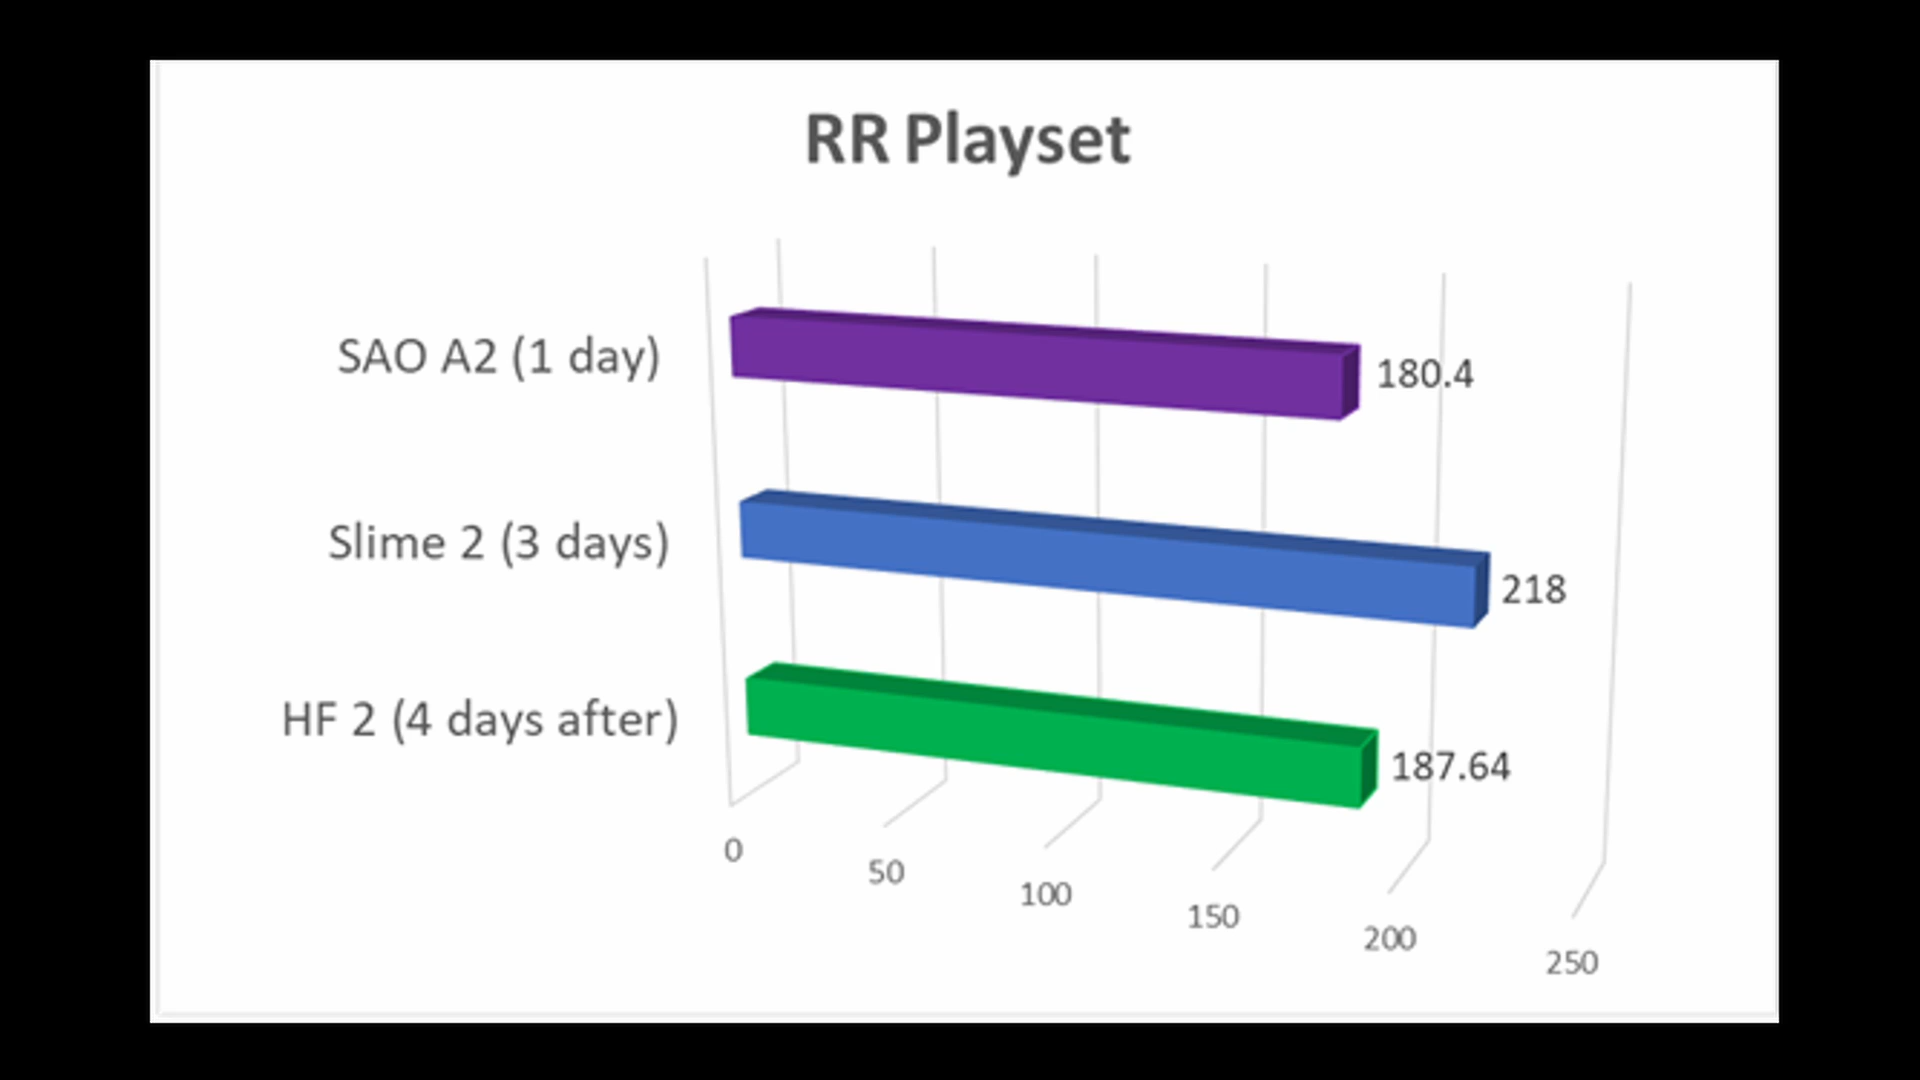 RR Playset
SAO A2 (1 day)
180.4
Slime 2 (3 days)
218
HF 2 (4 days after)
187.64
0
50
100
150
200
250